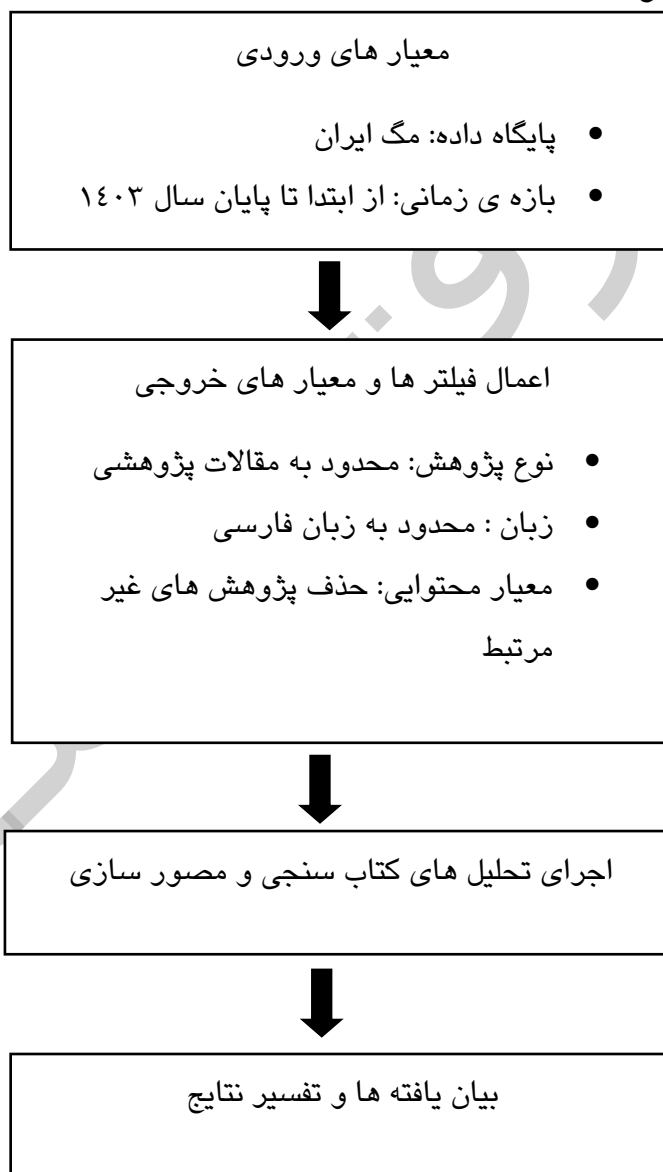 معیار های ورودی
• پایگاه داده: مگ ایران
• بازه ی زمانی: از ابتدا تا پایان سال ۱٤۰۳
اعمال فیلتر ها و معیار های خروجی
• نوع پژوهش: محدود به مقالات پژوهشی
• زبان : محدود به زبان فارسی
• معیار محتوایی: حذف پژوهش های غیر
مرتبط
اجرای تحلیل های کتاب سنجی و مصور سازی
بیان یافته ها و تفسیر نتایج